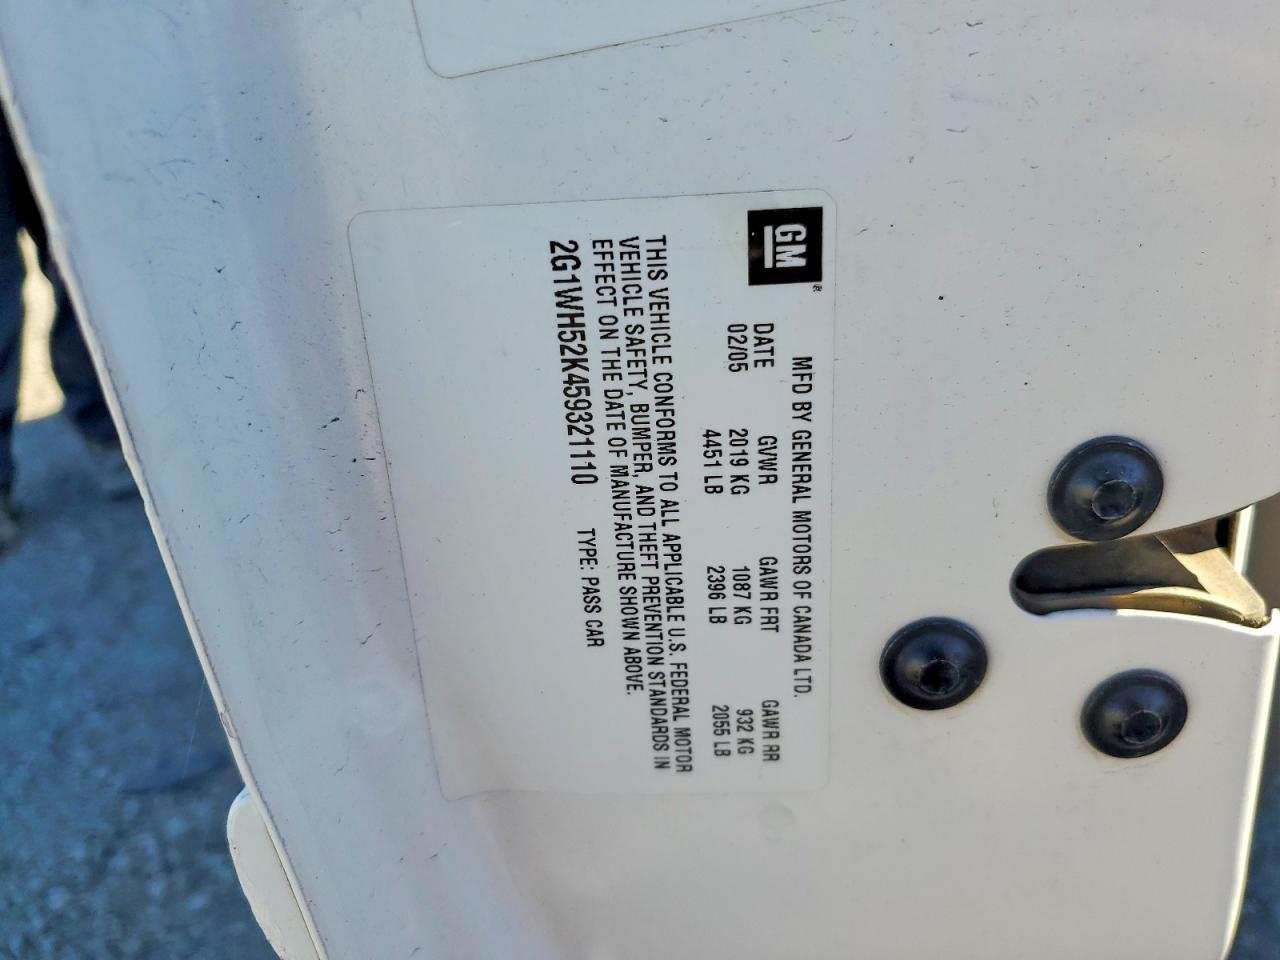 GM®
MFD BY GENERAL MOTORS OF CANADA LTD.
DATE GVWR GAWR FRT GAWR RR
02/05 2019 KG 1087 KG 932 KG
4451 LB 2396 LB 2055 LB
THIS VEHICLE CONFORMS TO ALL APPLICABLE U.S. FEDERAL MOTOR
VEHICLE SAFETY, BUMPER, AND THEFT PREVENTION STANDARDS IN
EFFECT ON THE DATE OF MANUFACTURE SHOWN ABOVE.
2G1WH52K459321110 TYPE: PASS CAR